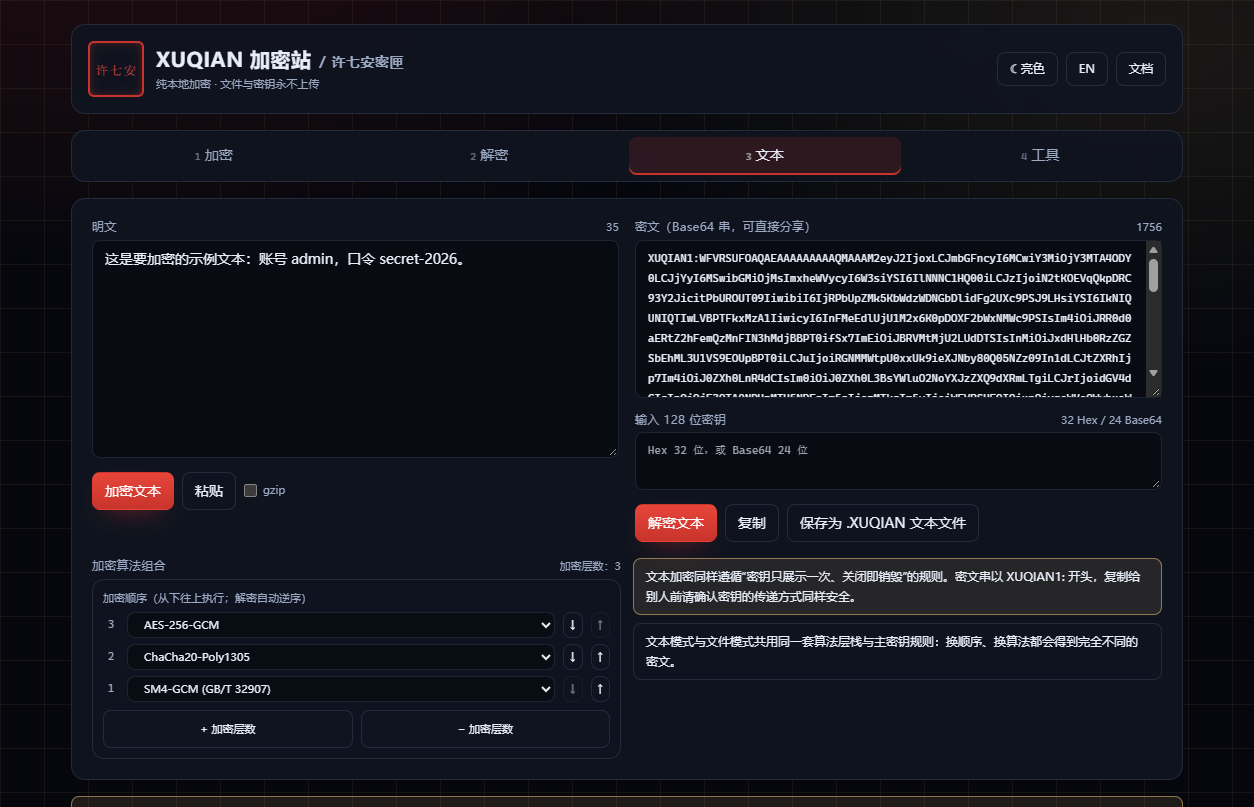 许七安
XUQIAN 加密站 / 许七安密匣
纯本地加密 · 文件与密钥永不上传
☾ 亮色
EN
文档
1 加密
2 解密
3 文本
4 工具
明文
35
这是要加密的示例文本：账号 admin，口令 secret-2026。
加密文本
粘贴
gzip
加密算法组合
加密层数：3
加密顺序（从下往上执行；解密自动逆序）
3 AES-256-GCM ↓ ↑
2 ChaCha20-Poly1305 ↓ ↑
1 SM4-GCM (GB/T 32907) ↓ ↑
+ 加密层数
− 加密层数
密文（Base64 串，可直接分享）
1756
XUQIAN1:WFVRSUFOAQAEAAAAAAAAAQMAAAM2eyJ2IjoxLCJmbGFncyI6MCwiY3MiOjY3MTA4ODY
0LCJjYyI6MSwibGMiOjMsImxheWVycyI6W3siYSI6IlNNNC1HQ00iLCJzIjoiN2tKOEVqQkpDRC
93Y2JicitPbUROUT09IiwibiI6IjRPbUpZMk5KbWdzWDNGbDlidFg2UXc9PSJ9LHsiYSI6IkNIQ
UNIQTIwLVBPTFkxMzA1IiwicyI6InFMeEdlUjU1M2x6K0pDOXF2bWxNMWc9PSIsIm4iOiJRR0d0
aERtZ2hFemQzMnFIN3hMdjBBPT0ifSx7ImEiOiJBRVMtMjU2LUdDTSIsInMiOiJxdHlHb0RzZGZ
SbEhML3U1VS9EOUpBPT0iLCJuIjoiRGNMMWtpU0xxUk9ieXJNby80Q05NZz09In1dLCJtZXRhIj
p7Im4iOiJ0ZXh0LnR4dCIsIm0iOiJ0ZXh0L3BsYWluO2NoYXJzZXQ9dXRmLTgiLCJrIjoidGV4d
输入 128 位密钥
32 Hex / 24 Base64
Hex 32 位，或 Base64 24 位
解密文本
复制
保存为 .XUQIAN 文本文件
文本加密同样遵循“密钥只展示一次、关闭即销毁”的规则。密文串以 XUQIAN1: 开头，复制给
别人前请确认密钥的传递方式同样安全。
文本模式与文件模式共用同一套算法层栈与主密钥规则：换顺序、换算法都会得到完全不同的
密文。